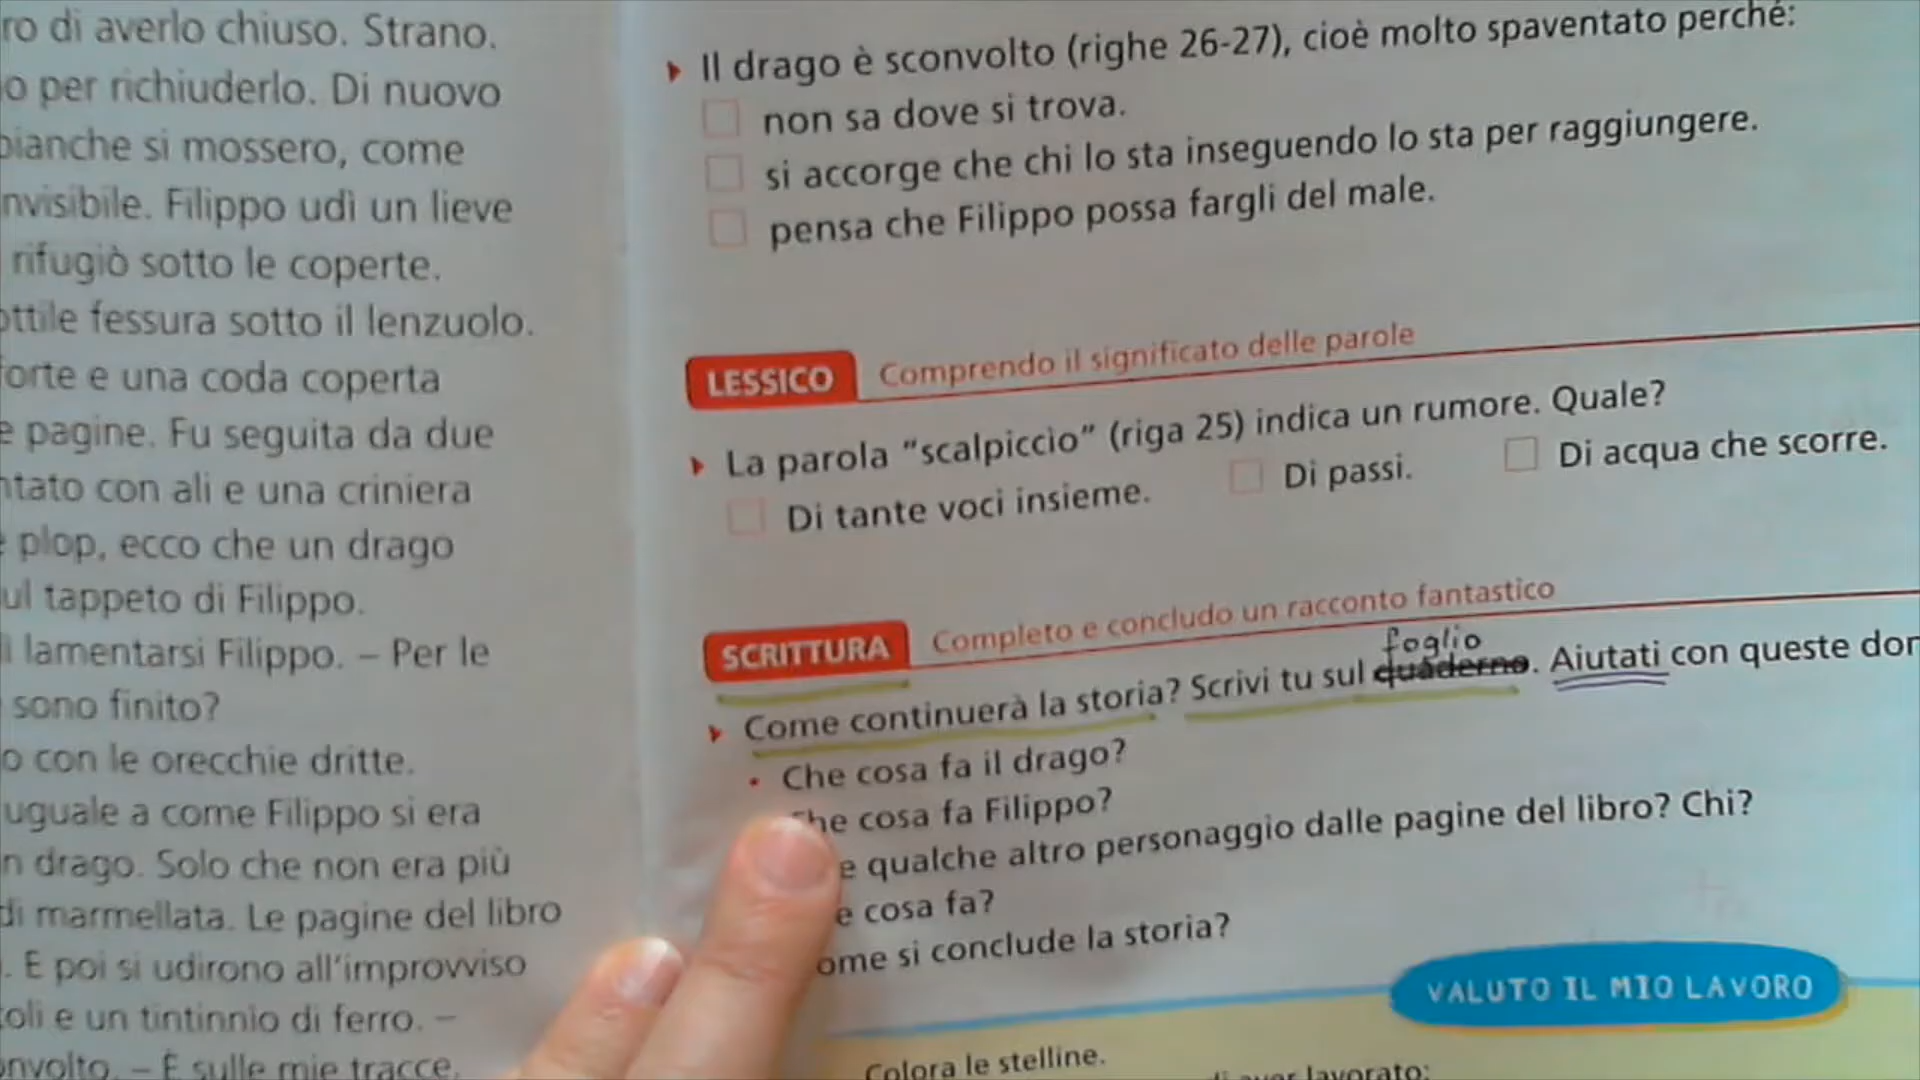 ro di averlo chiuso. Strano.
o per richiuderlo. Di nuovo
bianche si mossero, come
nvisibile. Filippo udì un lieve
rifugiò sotto le coperte.
ottile fessura sotto il lenzuolo.
forte e una coda coperta
e pagine. Fu seguita da due
ntato con ali e una criniera
e plop, ecco che un drago
ul tappeto di Filippo.
lamentarsi Filippo. – Per le
sono finito?
o con le orecchie dritte.
uguale a come Filippo si era
n drago. Solo che non era più
di marmellata. Le pagine del libro
. E poi si udirono all'improvviso
coli e un tintinnio di ferro. –
onvolto. – È sulle mie tracce.
Il drago è sconvolto (righe 26-27), cioè molto spaventato perché:
non sa dove si trova.
si accorge che chi lo sta inseguendo lo sta per raggiungere.
pensa che Filippo possa fargli del male.
LESSICO Comprendo il significato delle parole
La parola "scalpiccìo" (riga 25) indica un rumore. Quale?
Di tante voci insieme. Di passi. Di acqua che scorre.
SCRITTURA Completo e concludo un racconto fantastico
foglio
Come continuerà la storia? Scrivi tu sul quaderno. Aiutati con queste dom
• Che cosa fa il drago?
he cosa fa Filippo?
e qualche altro personaggio dalle pagine del libro? Chi?
e cosa fa?
ome si conclude la storia?
VALUTO IL MIO LAVORO
Colora le stelline.
lavorato: